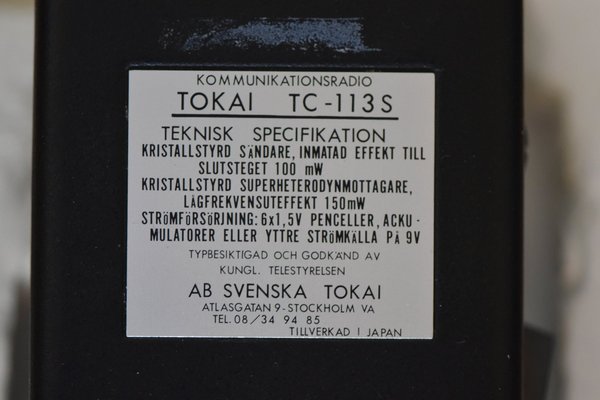 KOMMUNIKATIONSRADIO
TOKAI TC-113S
TEKNISK SPECIFIKATION
KRISTALLSTYRD SÄNDARE, INMATAD EFFEKT TILL
SLUTSTEGET 100 mW
KRISTALLSTYRD SUPERHETERODYNMOTTAGARE,
LÅGFREKVENSUTEFFEKT 150mW
STRÖMFÖRSÖRJNING: 6x1,5V PENCELLER, ACKU-
MULATORER ELLER YTTRE STRÖMKÄLLA PÅ 9V
TYPBESIKTIGAD OCH GODKÄND AV
KUNGL. TELESTYRELSEN
AB SVENSKA TOKAI
ATLASGATAN 9-STOCKHOLM VA
TEL. 08/34 94 85
TILLVERKAD I JAPAN